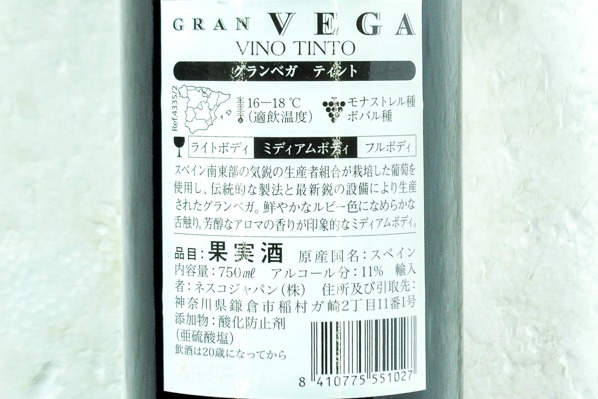 GRAN VEGA
VINO TINTO
グランベガ ティント
Ref.4335/2
16−18℃
(適飲温度)
モナストレル種
ボバル種
ライトボディ ミディアムボディ フルボディ
スペイン南東部の気鋭の生産者組合が栽培した葡萄を
使用し、伝統的な製法と最新鋭の設備により生産
されたグランベガ。鮮やかなルビー色になめらかな
舌触り。芳醇なアロマの香りが印象的なミディアムボディ。
品目：果実酒 原産国名：スペイン
内容量：750mℓ アルコール分：11% 輸入
者：ネスコジャパン(株) 住所及び引取先：
神奈川県鎌倉市稲村ガ崎2丁目11番1号
添加物：酸化防止剤
(亜硫酸塩)
飲酒は20歳になってから
8 410775 551027